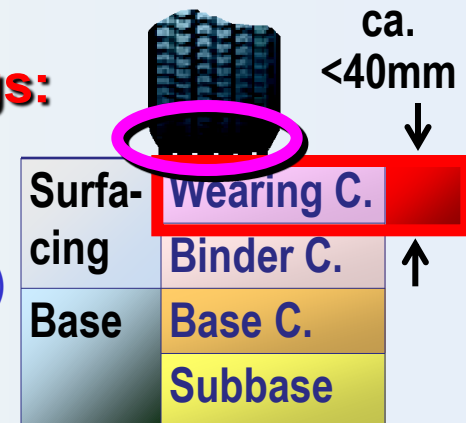 ca.
<40mm
gs:
Surfa-
cing
Wearing C.
Binder C.
Base
Base C.
Subbase